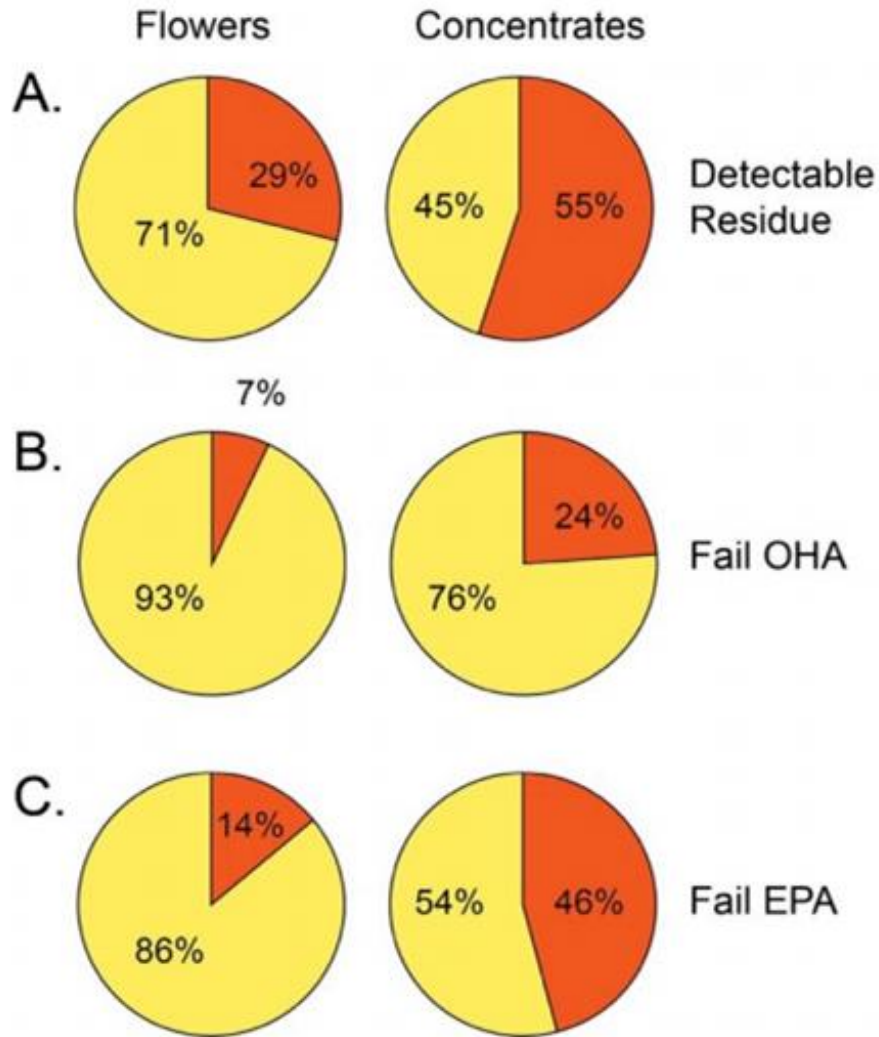 Flowers
Concentrates
A.
29%
71%
45%
55%
Detectable
Residue
7%
B.
93%
24%
76%
Fail OHA
C.
14%
86%
54%
46%
Fail EPA